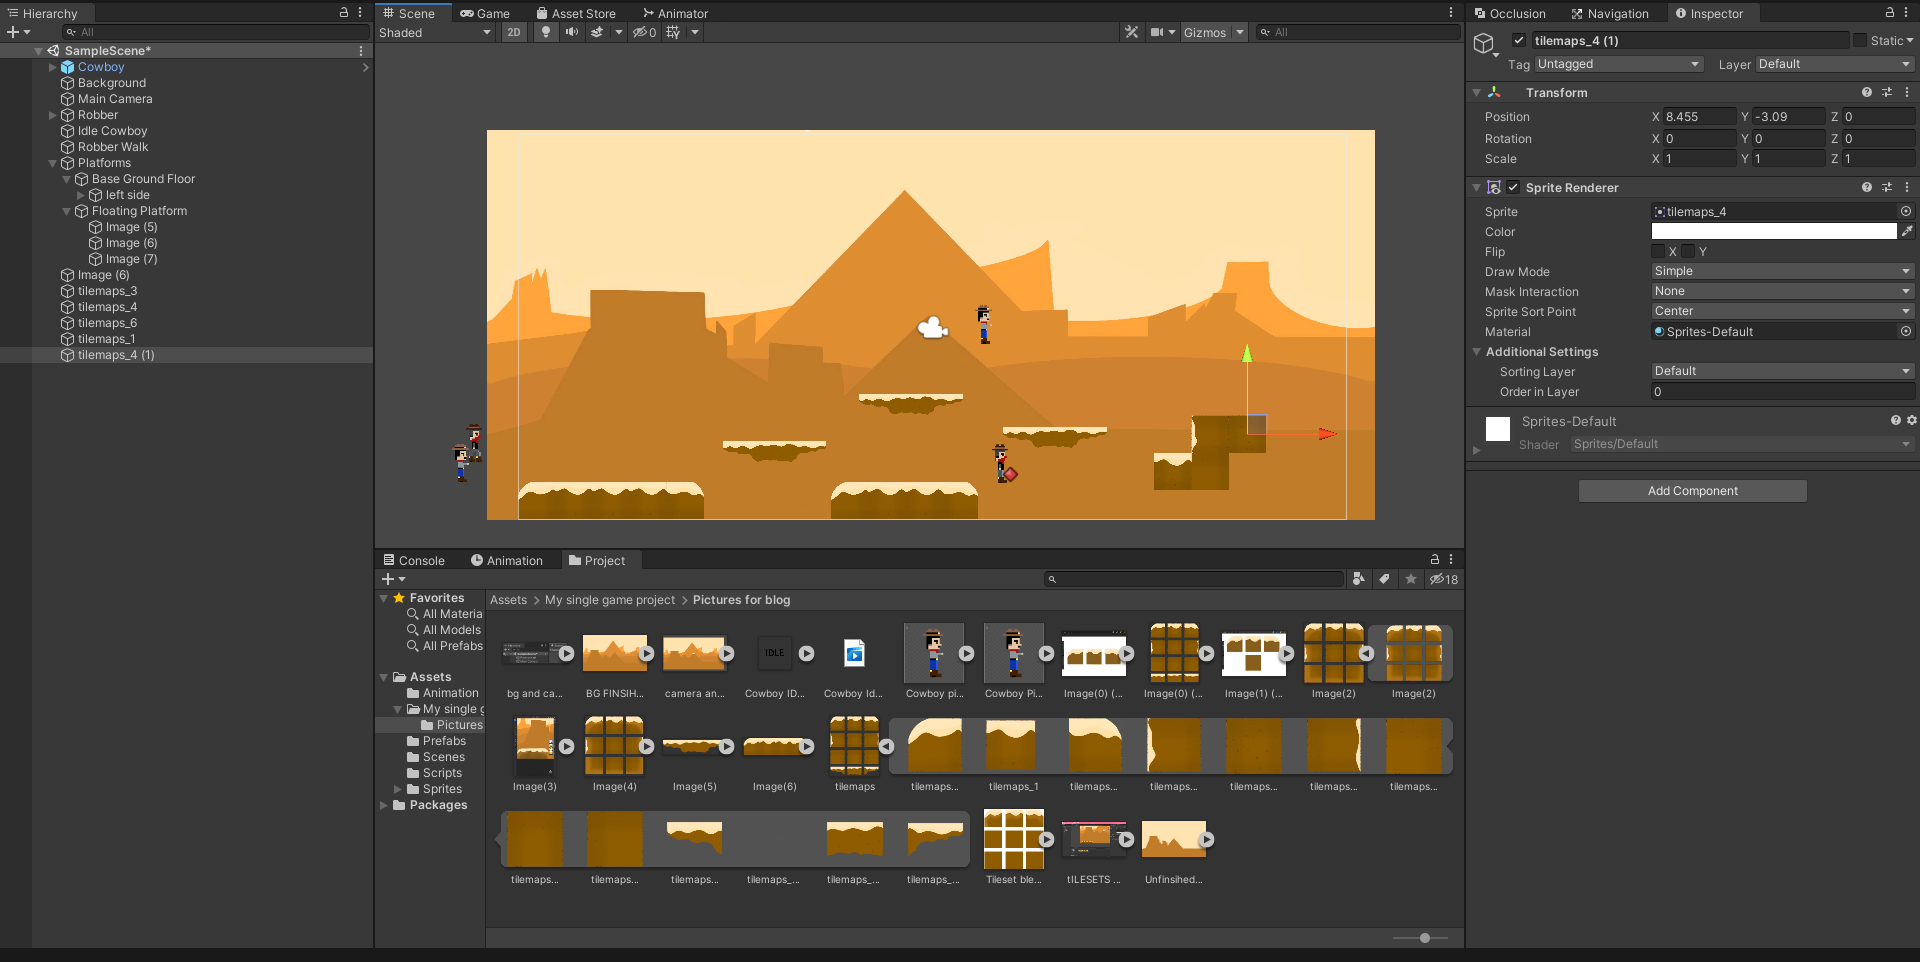 Hierarchy
All
SampleScene*
Cowboy
Background
Main Camera
Robber
Idle Cowboy
Robber Walk
Platforms
Base Ground Floor
left side
Floating Platform
Image (5)
Image (6)
Image (7)
Image (6)
tilemaps_3
tilemaps_4
tilemaps_6
tilemaps_1
tilemaps_4 (1)
Scene Game Asset Store Animator
Shaded 2D 0 Gizmos All
Console Animation Project
18
Favorites
All Materia
All Models
All Prefabs
Assets
Animation
My single g
Pictures
Prefabs
Scenes
Scripts
Sprites
Packages
Assets > My single game project > Pictures for blog
IDLE
bg and ca... BG FINSIH... camera an... Cowboy ID... Cowboy Id... Cowboy pi... Cowboy Pi... Image(0) (... Image(0) (... Image(1) (... Image(2) Image(2)
Image(3) Image(4) Image(5) Image(6) tilemaps tilemaps... tilemaps_1 tilemaps... tilemaps... tilemaps... tilemaps... tilemaps...
tilemaps... tilemaps... tilemaps... tilemaps_... tilemaps_... tilemaps_... Tileset ble... tILESETS ... Unfinsihed...
Occlusion Navigation Inspector
tilemaps_4 (1) Static
Tag Untagged Layer Default
Transform
Position X 8.455 Y -3.09 Z 0
Rotation X 0 Y 0 Z 0
Scale X 1 Y 1 Z 1
Sprite Renderer
Sprite tilemaps_4
Color
Flip X Y
Draw Mode Simple
Mask Interaction None
Sprite Sort Point Center
Material Sprites-Default
Additional Settings
Sorting Layer Default
Order in Layer 0
Sprites-Default
Shader Sprites/Default
Add Component